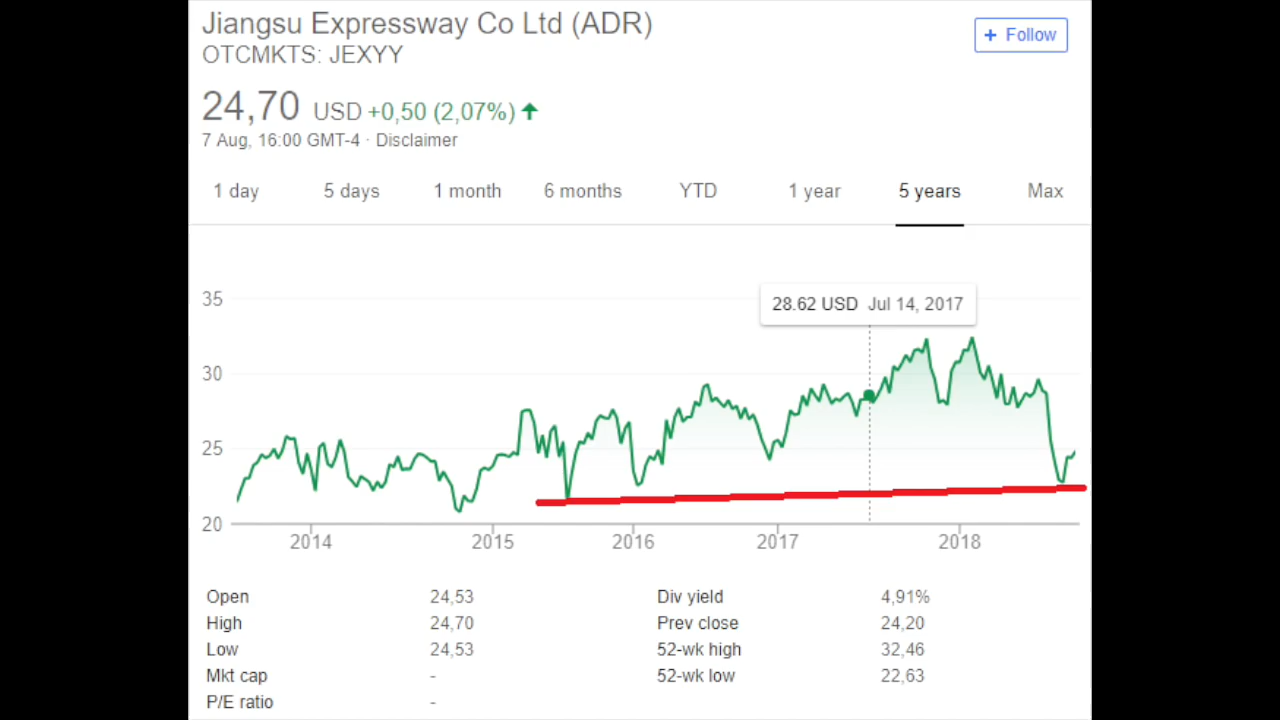 Jiangsu Expressway Co Ltd (ADR)
OTCMKTS: JEXYY
+ Follow
24,70 USD +0,50 (2,07%)
7 Aug, 16:00 GMT-4 · Disclaimer
1 day 5 days 1 month 6 months YTD 1 year 5 years Max
35
28.62 USD Jul 14, 2017
30
25
20
2014 2015 2016 2017 2018
Open 24,53 Div yield 4,91%
High 24,70 Prev close 24,20
Low 24,53 52-wk high 32,46
Mkt cap - 52-wk low 22,63
P/E ratio -